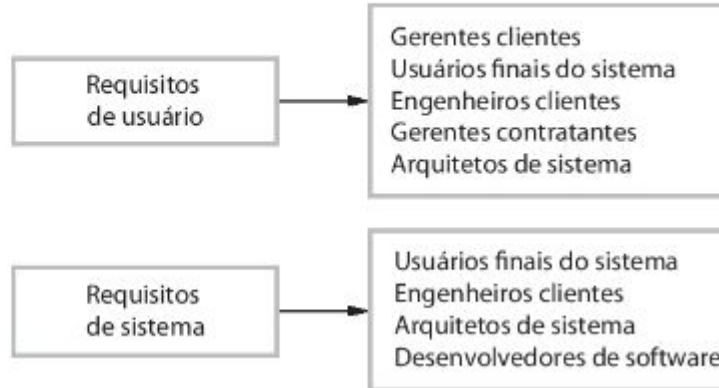 Requisitos
de usuário
Gerentes clientes
Usuários finais do sistema
Engenheiros clientes
Gerentes contratantes
Arquitetos de sistema
Requisitos
de sistema
Usuários finais do sistema
Engenheiros clientes
Arquitetos de sistema
Desenvolvedores de software